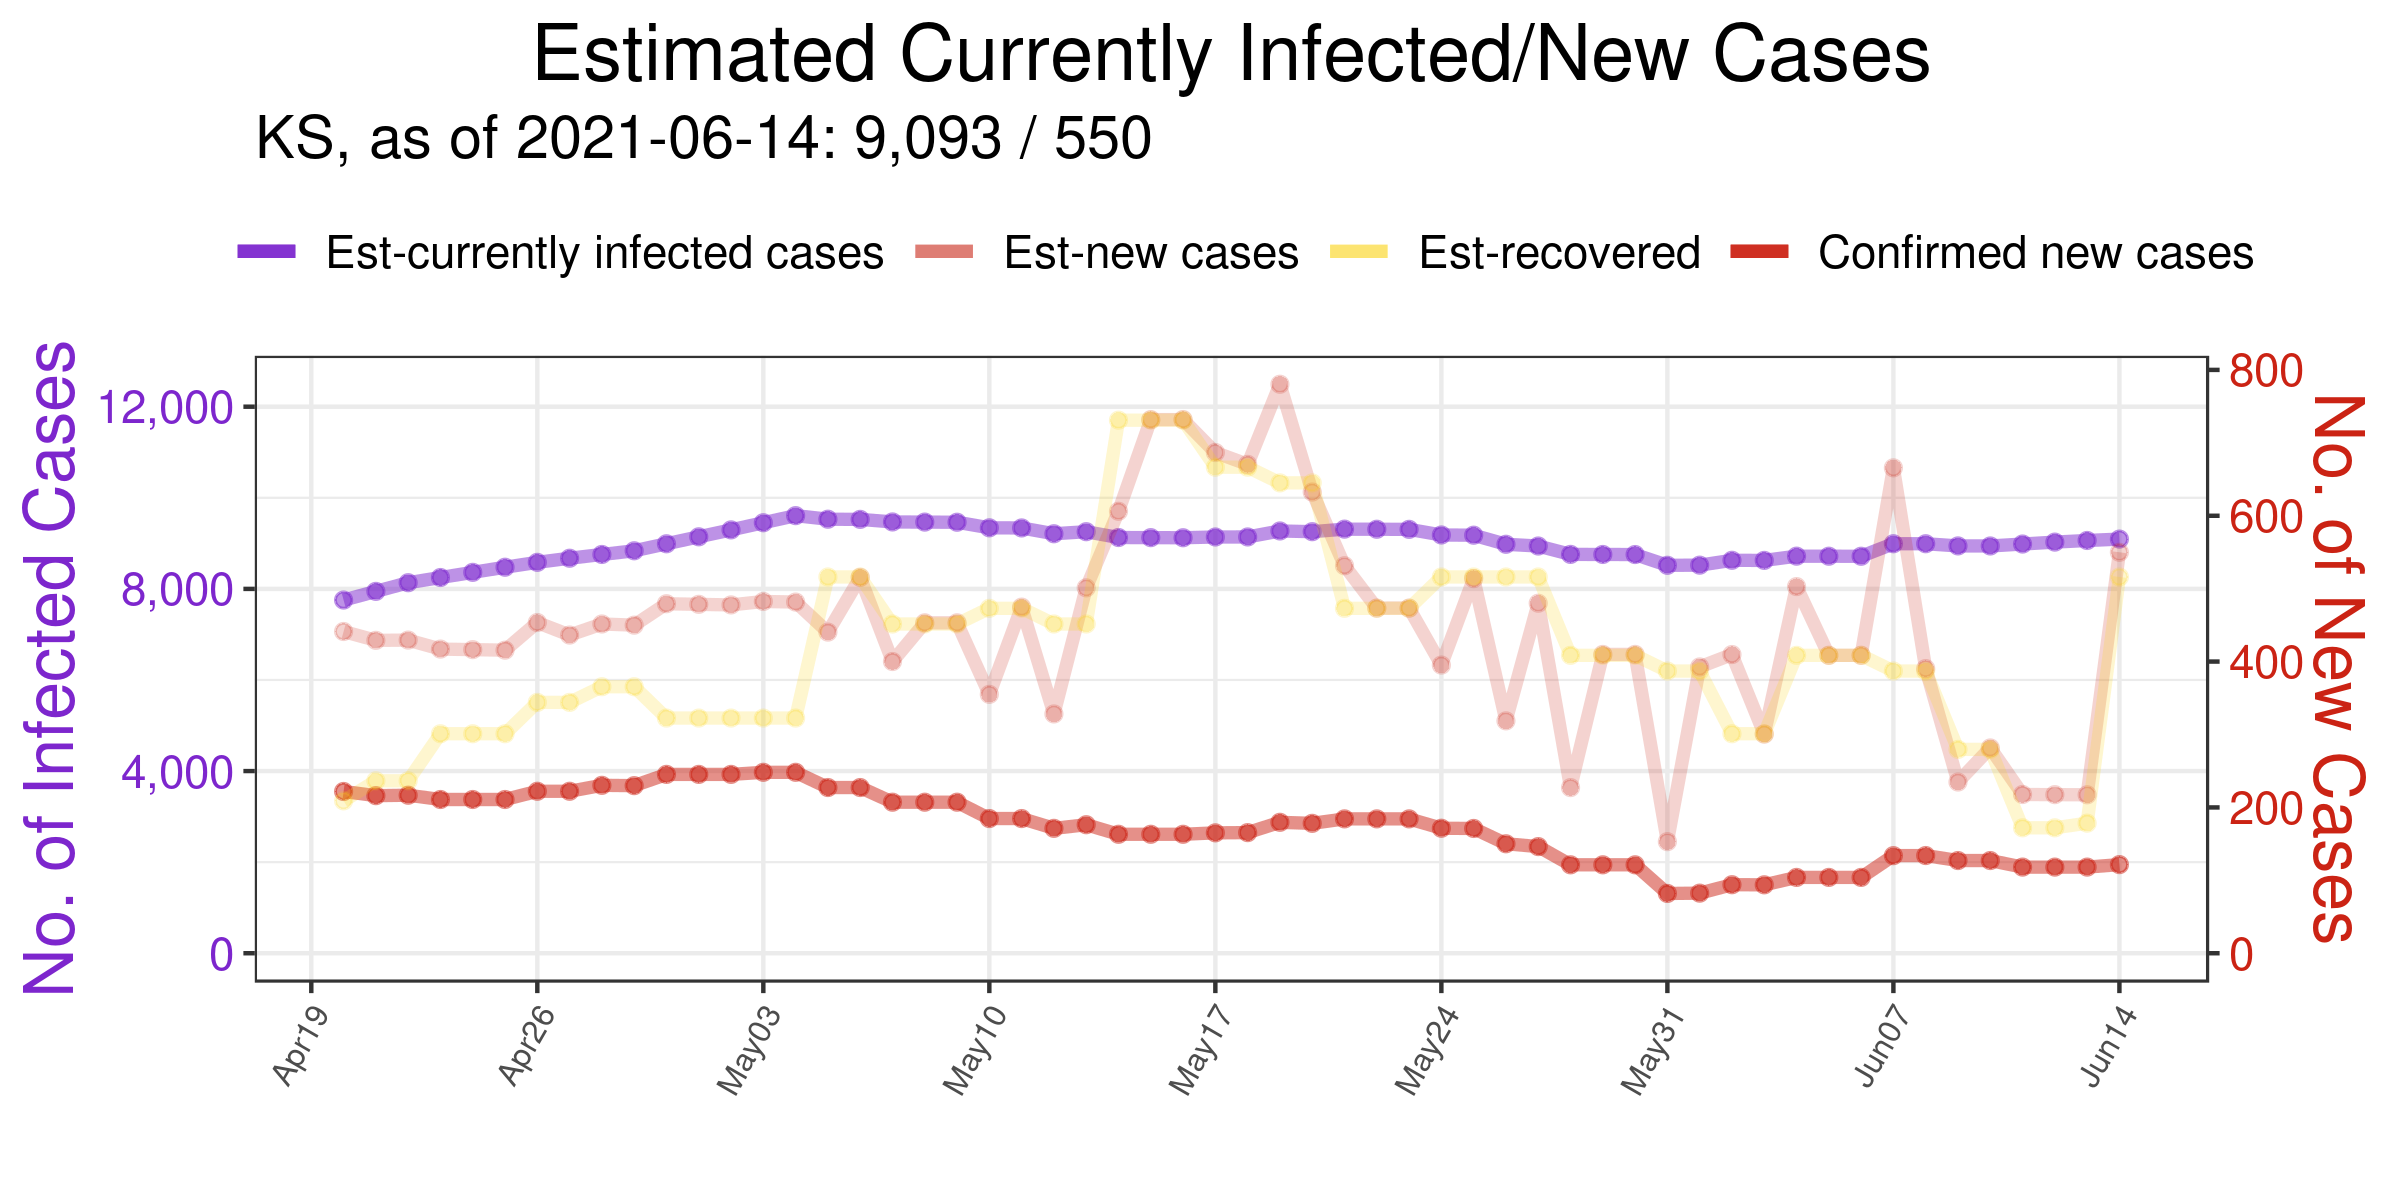 Estimated Currently Infected/New Cases
KS, as of 2021-06-14: 9,093 / 550
Est-currently infected cases Est-new cases Est-recovered Confirmed new cases
No. of Infected Cases
12,000
8,000
4,000
0
800
600
400
200
0
No. of New Cases
Apr19 Apr26 May03 May10 May17 May24 May31 Jun07 Jun14